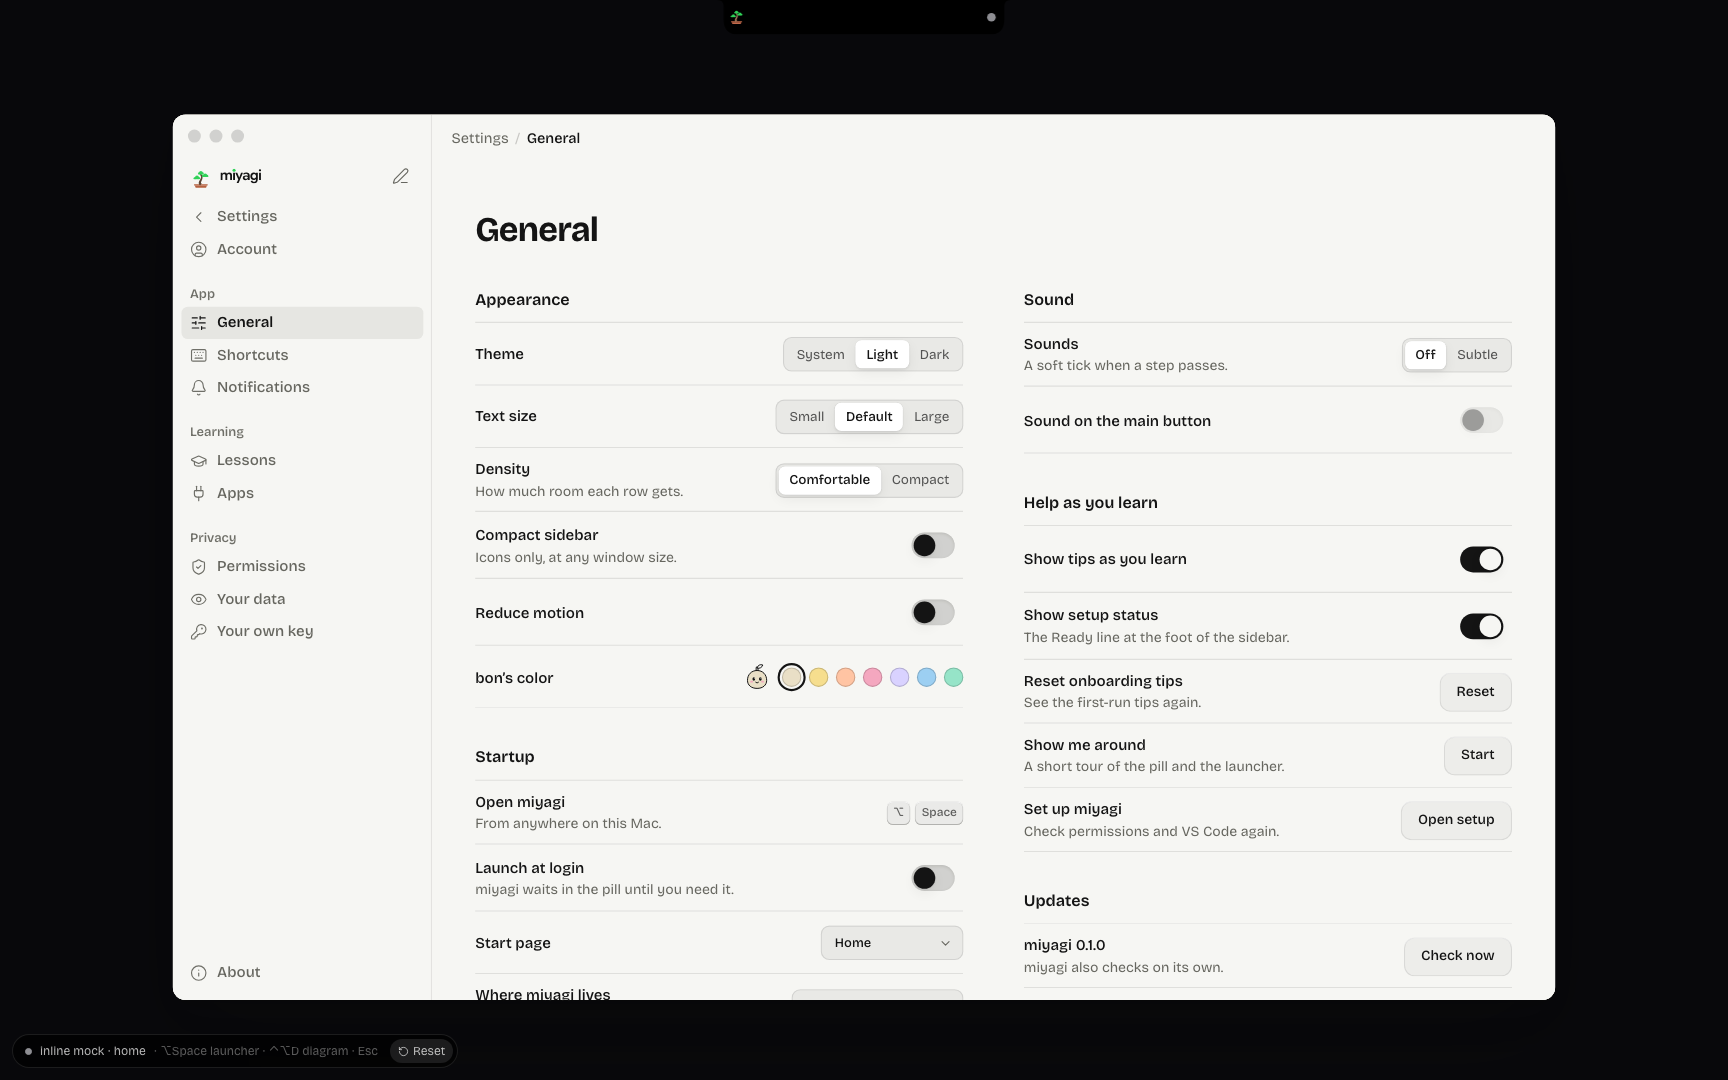 miyagi
Settings
Account
App
General
Shortcuts
Notifications
Learning
Lessons
Apps
Privacy
Permissions
Your data
Your own key
About
Settings / General
General
Appearance
Theme
System Light Dark
Text size
Small Default Large
Density
How much room each row gets.
Comfortable Compact
Compact sidebar
Icons only, at any window size.
Reduce motion
bon's color
Startup
Open miyagi
From anywhere on this Mac.
⌥ Space
Launch at login
miyagi waits in the pill until you need it.
Start page
Home
Where miyagi lives
Sound
Sounds
A soft tick when a step passes.
Off Subtle
Sound on the main button
Help as you learn
Show tips as you learn
Show setup status
The Ready line at the foot of the sidebar.
Reset onboarding tips
See the first-run tips again.
Reset
Show me around
A short tour of the pill and the launcher.
Start
Set up miyagi
Check permissions and VS Code again.
Open setup
Updates
miyagi 0.1.0
miyagi also checks on its own.
Check now
inline mock · home · ⌥Space launcher · ^⌥D diagram · Esc Reset